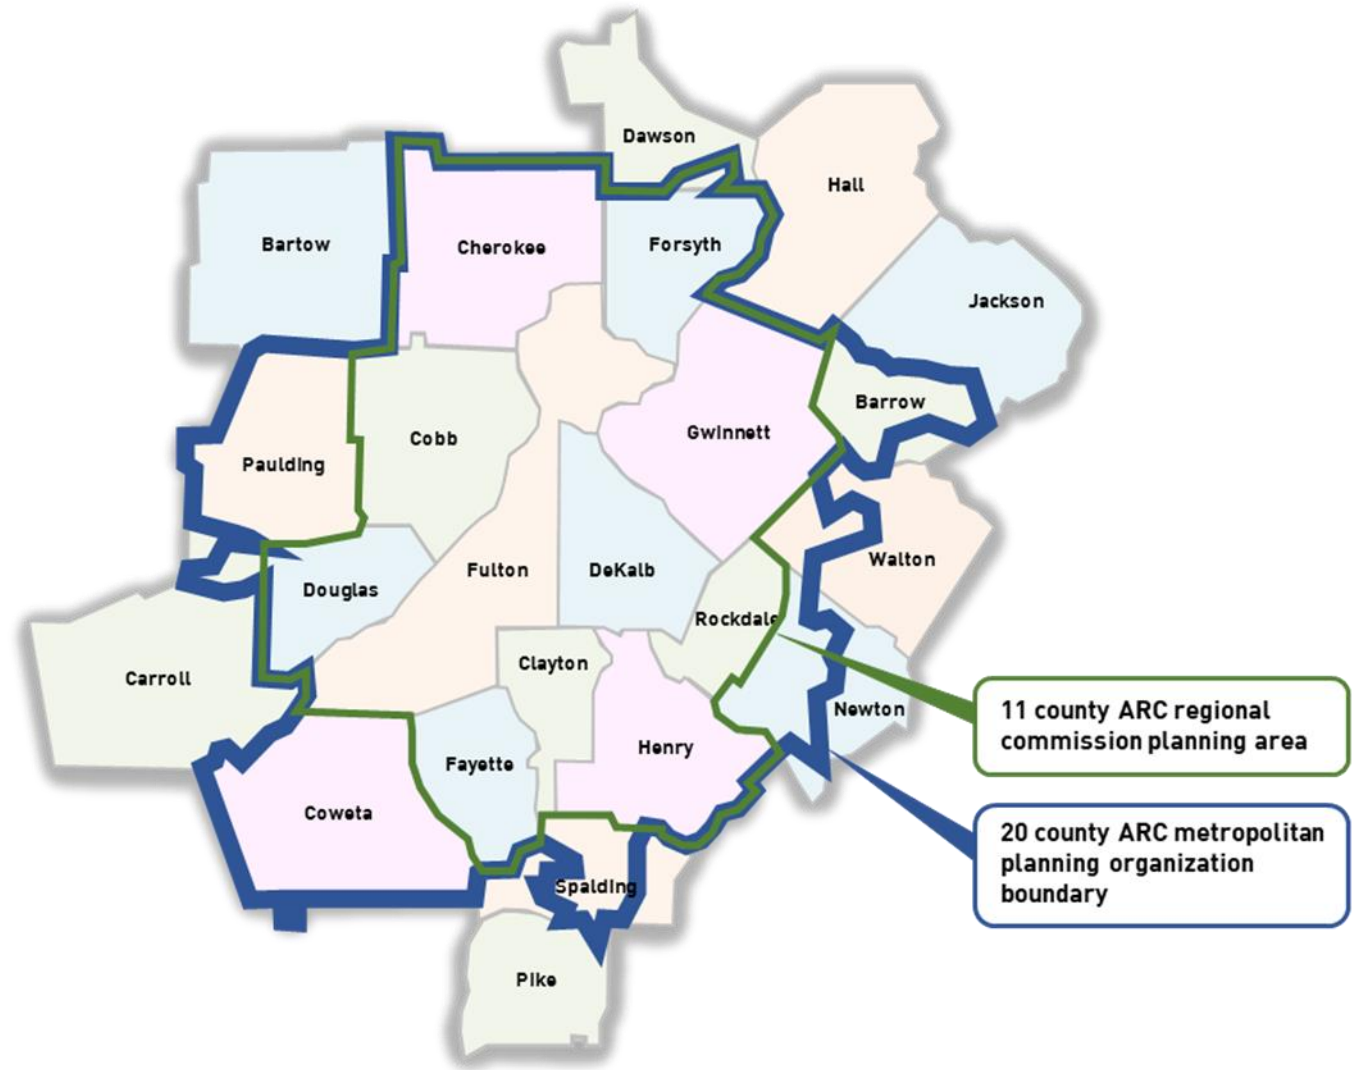 Dawson
Hall
Bartow
Cherokee
Forsyth
Jackson
Barrow
Gwinnett
Cobb
Paulding
Walton
Fulton
DeKalb
Douglas
Rockdale
Clayton
Carroll
Newton
Henry
Fayette
Coweta
Spalding
Pike
11 county ARC regional
commission planning area
20 county ARC metropolitan
planning organization
boundary